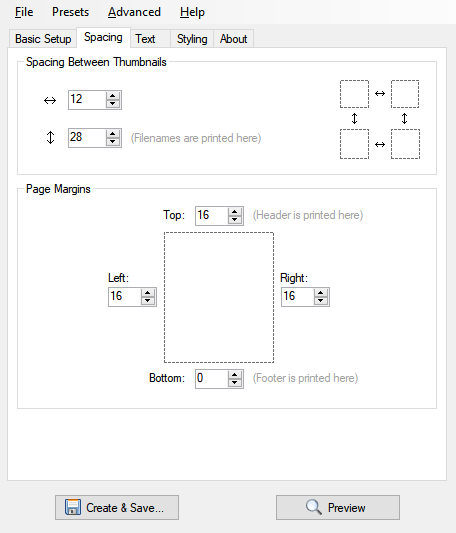 File Presets Advanced Help
Basic Setup Spacing Text Styling About
Spacing Between Thumbnails
12
28 (Filenames are printed here)
Page Margins
Top: 16 (Header is printed here)
Left: Right:
16 16
Bottom: 0 (Footer is printed here)
Create & Save... Preview